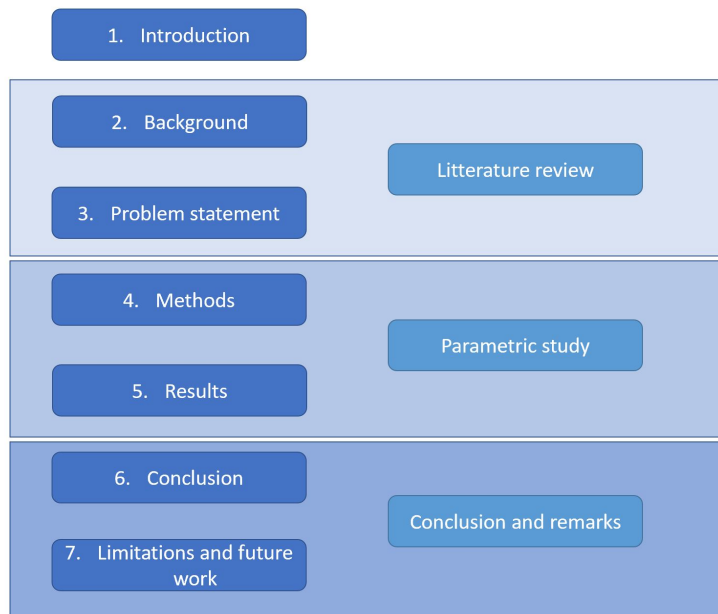 1. Introduction
2. Background
Litterature review
3. Problem statement
4. Methods
Parametric study
5. Results
6. Conclusion
Conclusion and remarks
7. Limitations and future
work